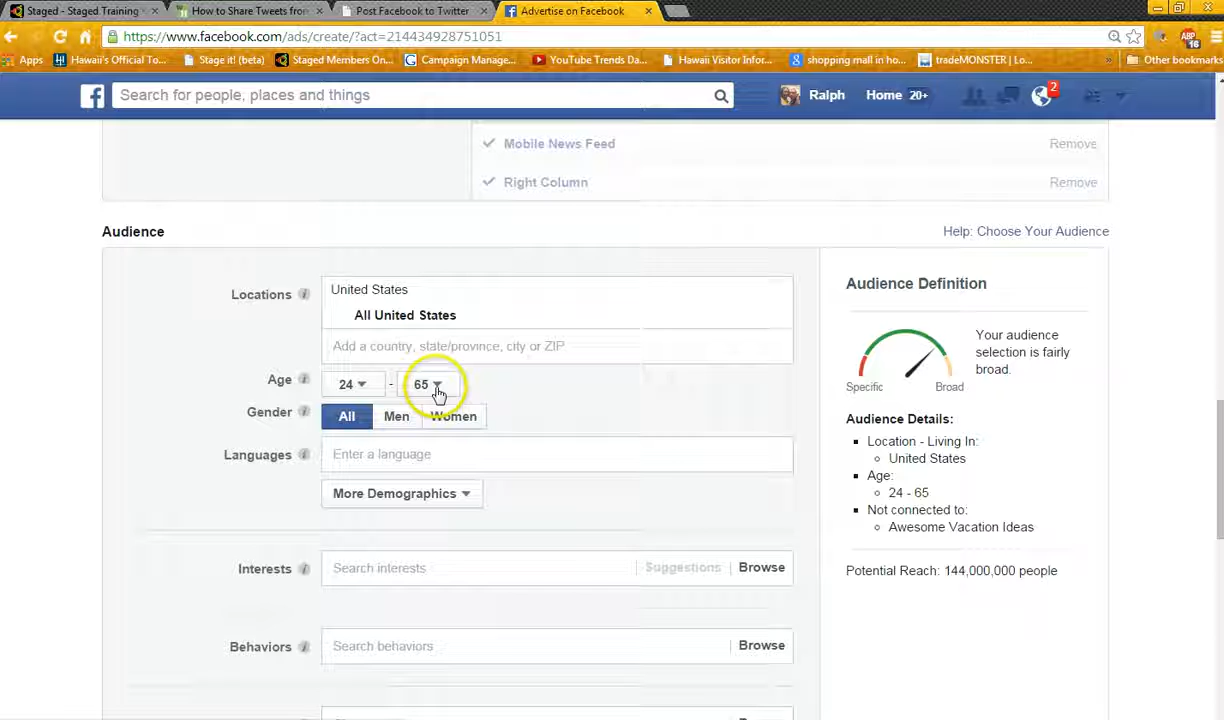 Staged - Staged Training
How to Share Tweets from
Post Facebook to Twitter
Advertise on Facebook
https://www.facebook.com/ads/create/?act=214434928751051
ABP
16
Apps
Hawaii's Official To...
Stage it! (beta)
Staged Members On...
Campaign Manage...
YouTube Trends Da...
Hawaii Visitor Infor...
shopping mall in ho...
tradeMONSTER | Lo...
»
Other bookmarks
Search for people, places and things
Ralph
Home 20+
2
Mobile News Feed Remove
Right Column Remove
Audience
Help: Choose Your Audience
Locations
United States
All United States
Add a country, state/province, city or ZIP
Age 24 - 65
Gender All Men Women
Languages Enter a language
More Demographics
Interests Search interests Suggestions Browse
Behaviors Search behaviors Browse
Audience Definition
Your audience
selection is fairly
broad.
Specific Broad
Audience Details:
Location - Living In:
United States
Age:
24 - 65
Not connected to:
Awesome Vacation Ideas
Potential Reach: 144,000,000 people